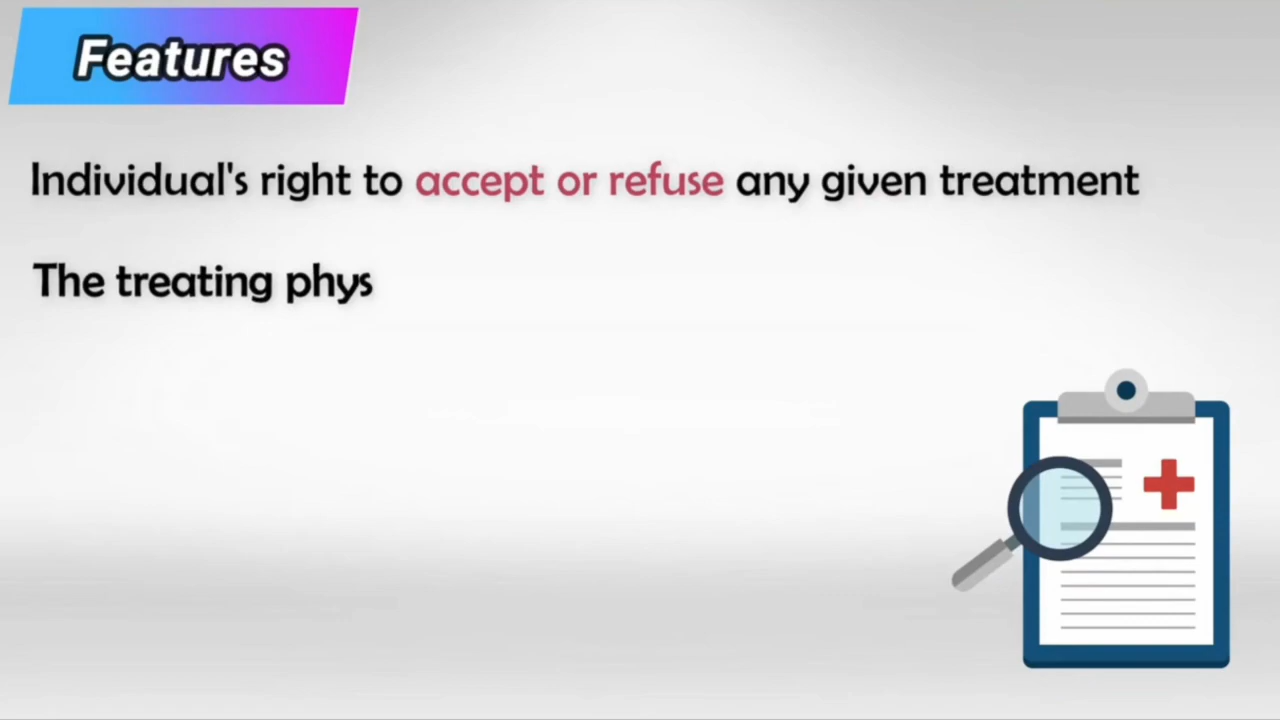 Features
Individual's right to accept or refuse any given treatment
The treating phys